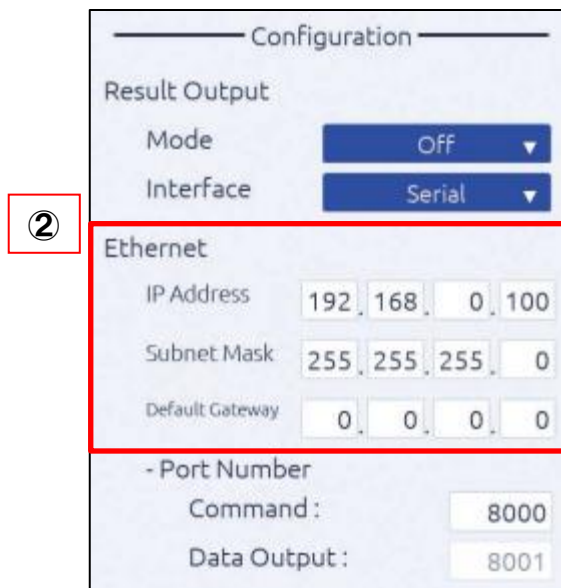 Configuration
Result Output
Mode Off ▼
Interface Serial ▼
②
Ethernet
IP Address 192. 168. 0. 100
Subnet Mask 255. 255. 255. 0
Default Gateway 0. 0. 0. 0
- Port Number
Command : 8000
Data Output : 8001